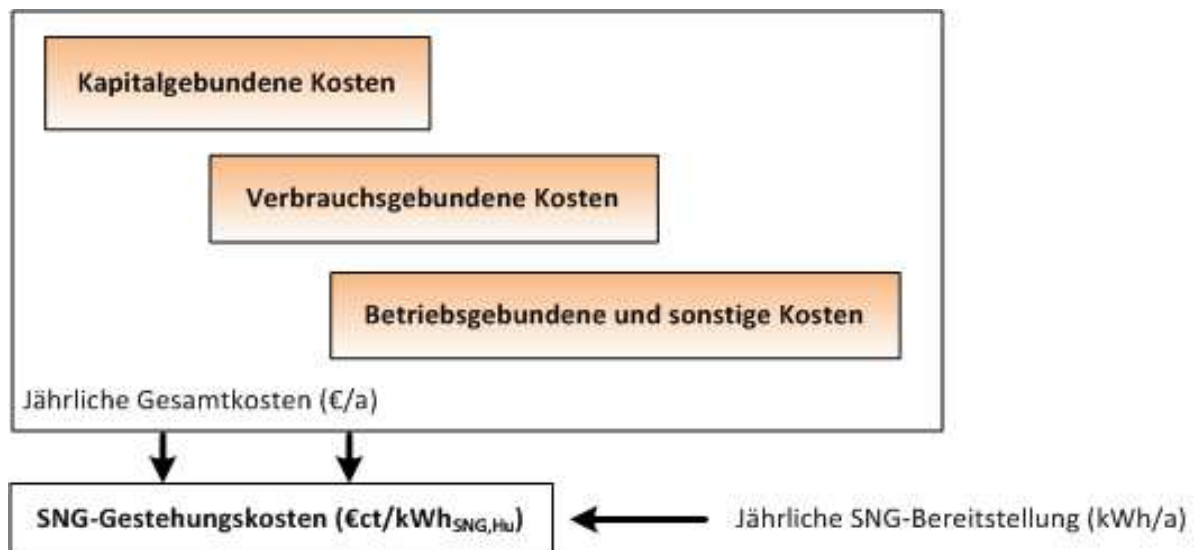 Kapitalgebundene Kosten
Verbrauchsgebundene Kosten
Betriebsgebundene und sonstige Kosten
Jährliche Gesamtkosten (€/a)
SNG-Gestehungskosten (€ct/kWhSNG,Hu)
Jährliche SNG-Bereitstellung (kWh/a)